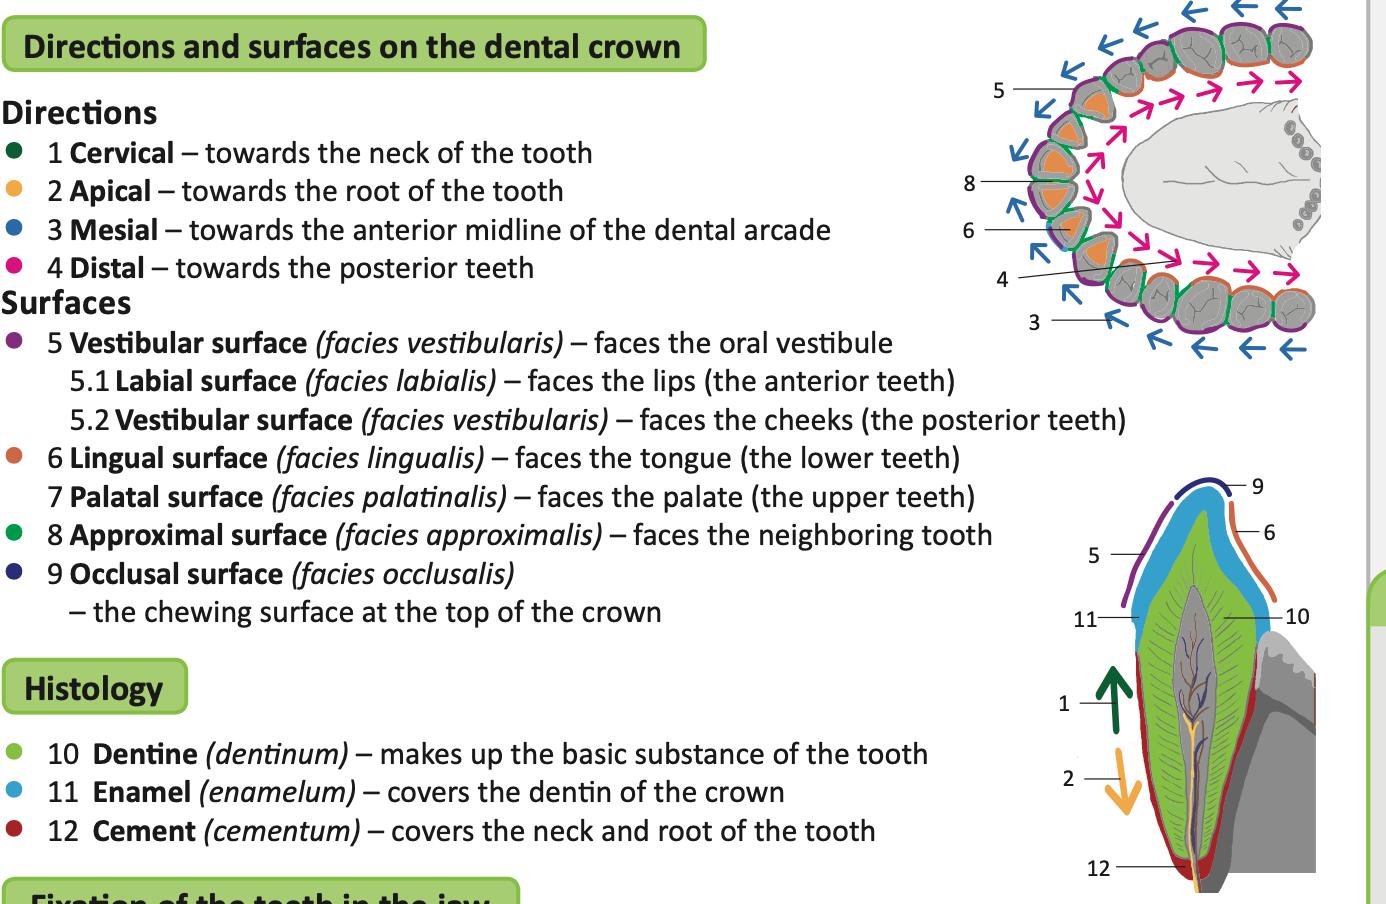 Directions and surfaces on the dental crown
Directions
1 Cervical – towards the neck of the tooth
2 Apical – towards the root of the tooth
3 Mesial – towards the anterior midline of the dental arcade
4 Distal – towards the posterior teeth
Surfaces
5 Vestibular surface (facies vestibularis) – faces the oral vestibule
5.1 Labial surface (facies labialis) – faces the lips (the anterior teeth)
5.2 Vestibular surface (facies vestibularis) – faces the cheeks (the posterior teeth)
6 Lingual surface (facies lingualis) – faces the tongue (the lower teeth)
7 Palatal surface (facies palatinalis) – faces the palate (the upper teeth)
8 Approximal surface (facies approximalis) – faces the neighboring tooth
9 Occlusal surface (facies occlusalis)
– the chewing surface at the top of the crown
Histology
10 Dentine (dentinum) – makes up the basic substance of the tooth
11 Enamel (enamelum) – covers the dentin of the crown
12 Cement (cementum) – covers the neck and root of the tooth
Fixation of the teeth in the jaw
5
8
6
4
3
9
6
5
11
10
1
2
12